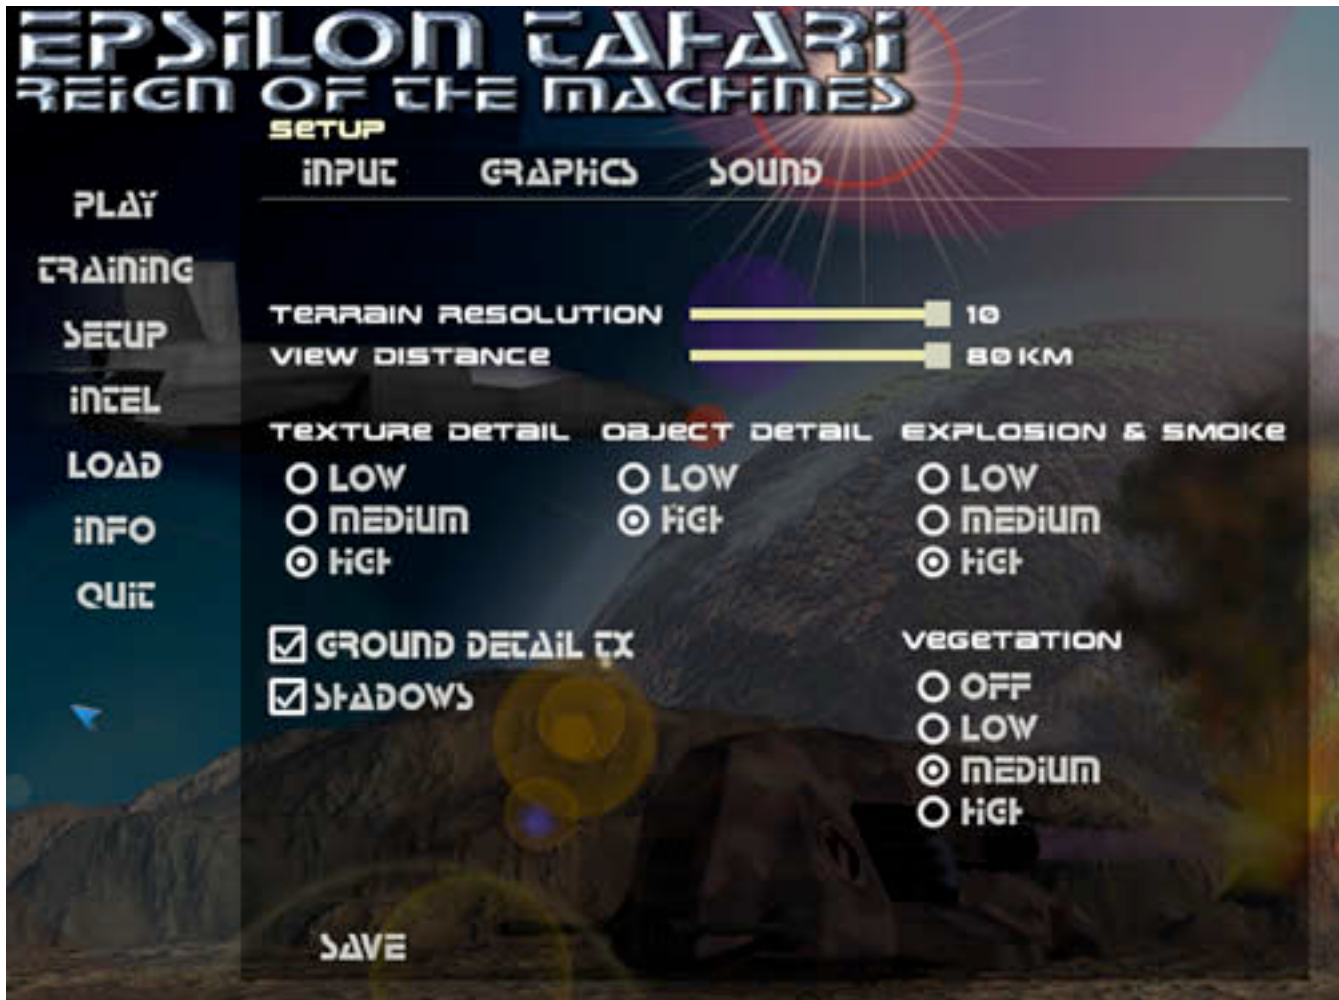 EPSiLON TAHARi
REiGN OF THE MACHiNES
SETUP
iNPUT GRAPHiCS SOUND
PLAY
TRAiNiNG
SETUP
iNTEL
LOAD
iNFO
QUiT
TERRAIN RESOLUTION 10
VIEW DISTANCE 80 KM
TEXTURE DETAIL OBJECT DETAIL EXPLOSION & SMOKE
LOW LOW LOW
MEDiUM HiGH MEDiUM
HiGH HiGH
GROUND DETAiL TX
SHADOWS
VEGETATION
OFF
LOW
MEDiUM
HiGH
SAVE